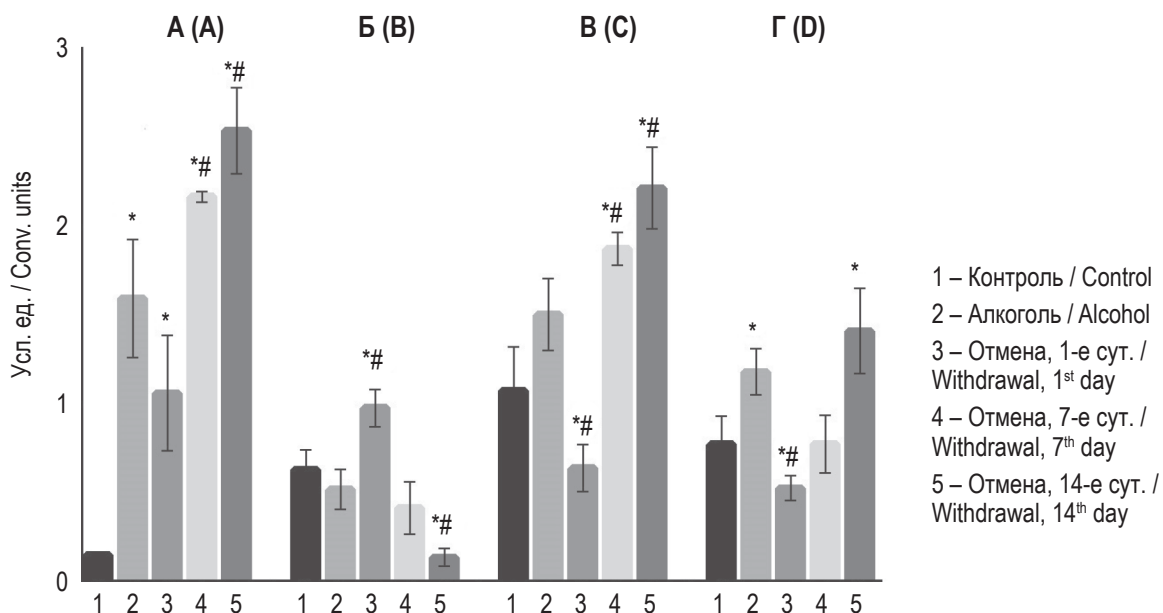 А (A) Б (B) В (C) Г (D)
3
*#
*#
*
*
*#
*#
*#
*#
*#
*
*
*#
2
1
0
Усл. ед. / Conv. units
1 2 3 4 5 1 2 3 4 5 1 2 3 4 5 1 2 3 4 5
1 – Контроль / Control
2 – Алкоголь / Alcohol
3 – Отмена, 1-е сут. /
Withdrawal, 1st day
4 – Отмена, 7-е сут. /
Withdrawal, 7th day
5 – Отмена, 14-е сут. /
Withdrawal, 14th day